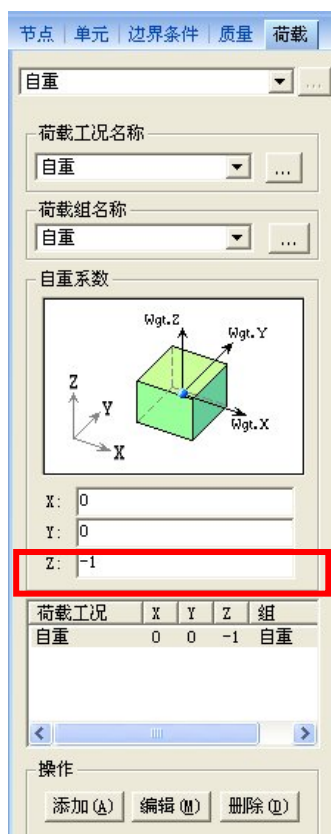 节点 单元 边界条件 质量 荷载
自重 ...
荷载工况名称
自重 ...
荷载组名称
自重 ...
自重系数
Wgt.Z
Wgt.Y
Z
Y
Wgt.X
X
X: 0
Y: 0
Z: -1
荷载工况 X Y Z 组
自重 0 0 -1 自重
操作
添加(A) 编辑(M) 删除(D)